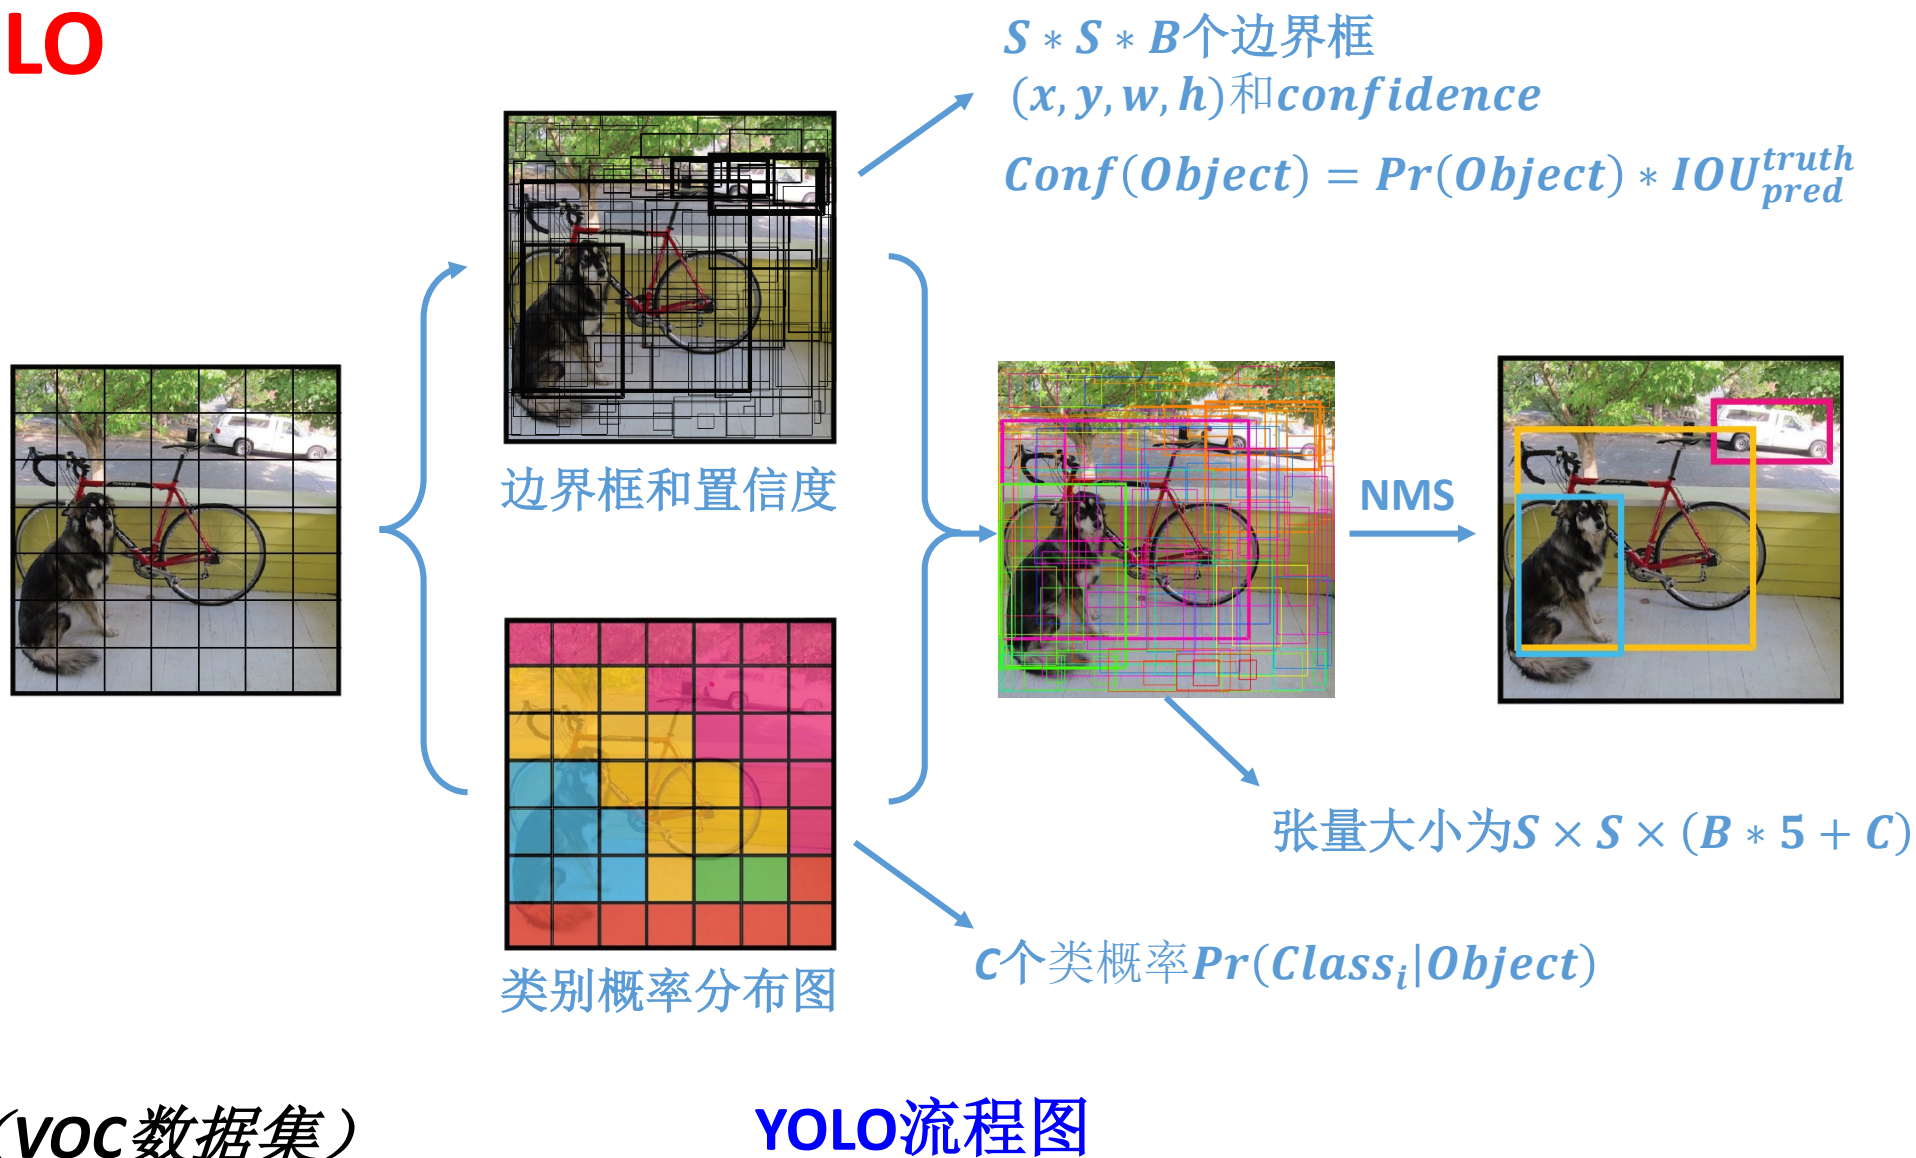 LO
S * S * B个边界框
(x, y, w, h)和confidence
Conf(Object) = Pr(Object) * IOU^{truth}_{pred}
边界框和置信度
NMS
张量大小为S × S × (B * 5 + C)
C个类概率Pr(Class_i|Object)
类别概率分布图
（VOC数据集）
YOLO流程图